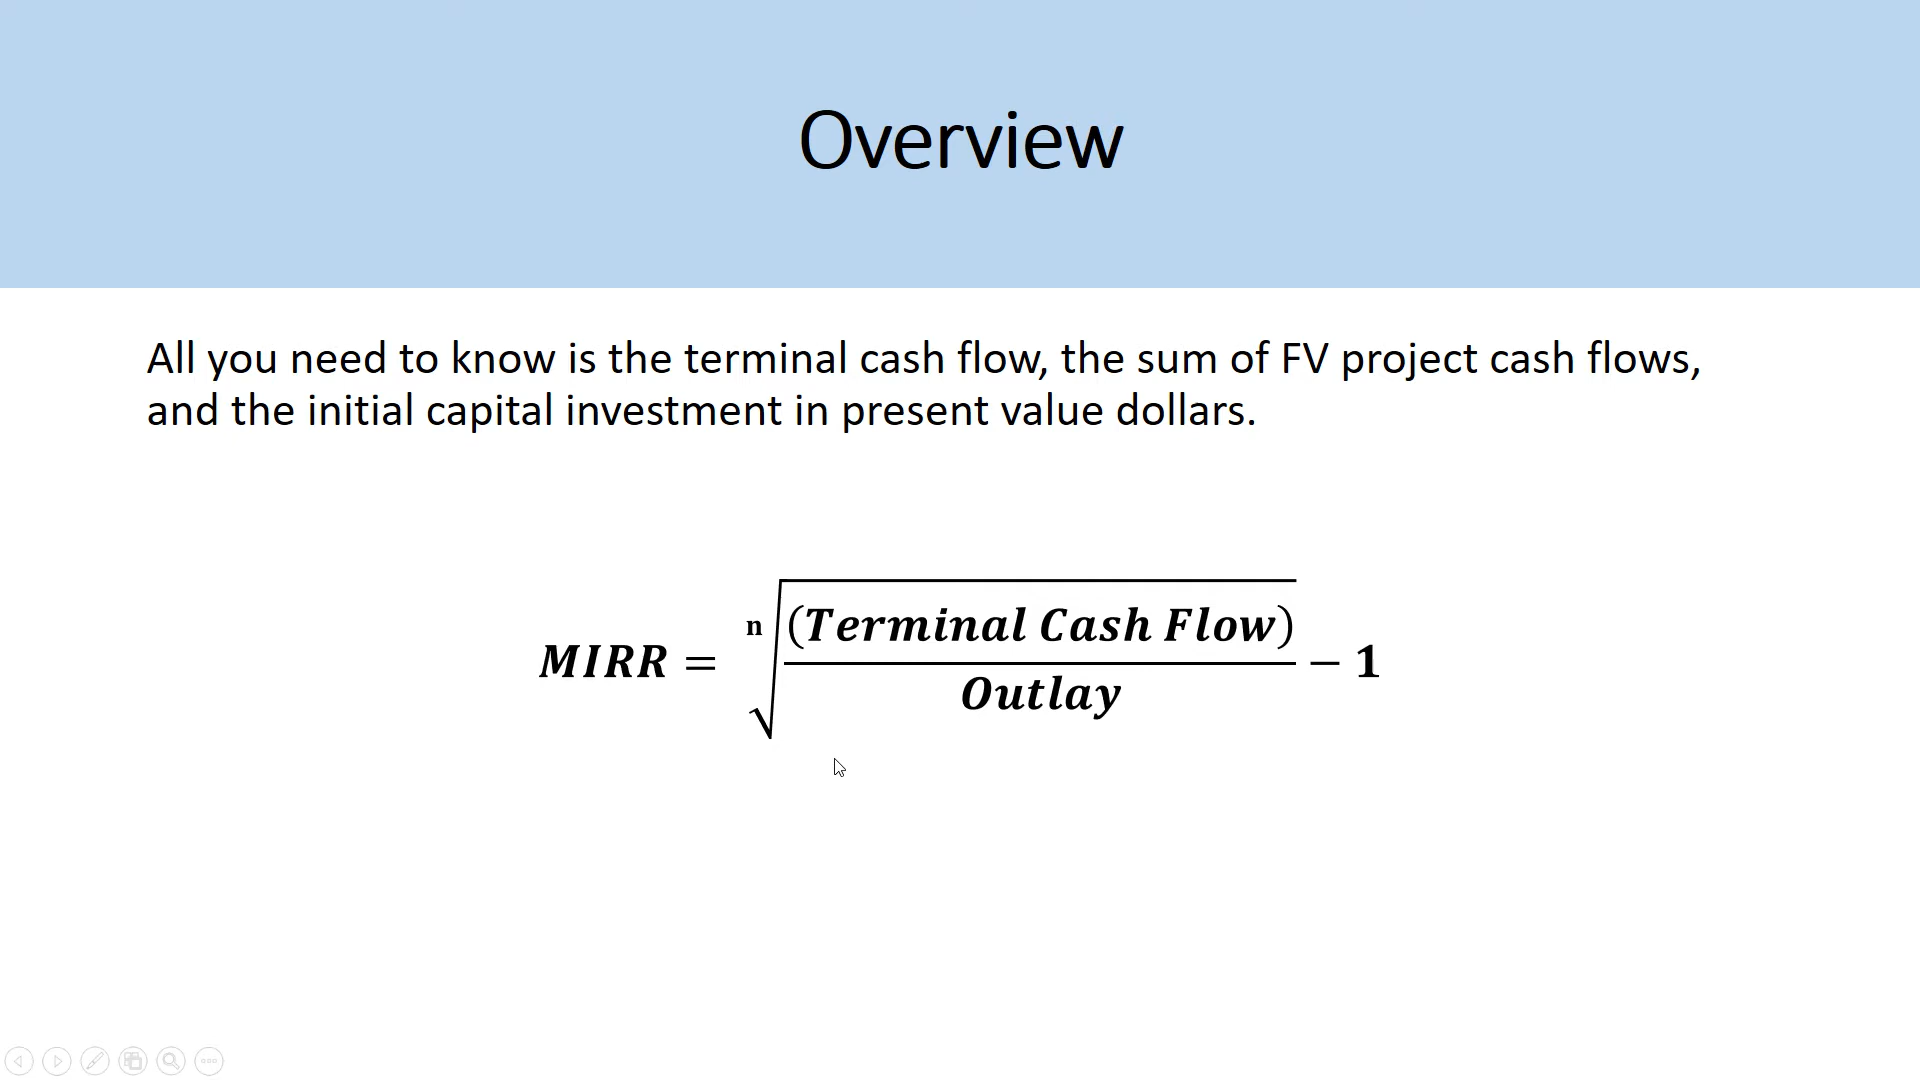 Overview
All you need to know is the terminal cash flow, the sum of FV project cash flows,
and the initial capital investment in present value dollars.
MIRR = ⁿ√((Terminal Cash Flow) / Outlay) − 1